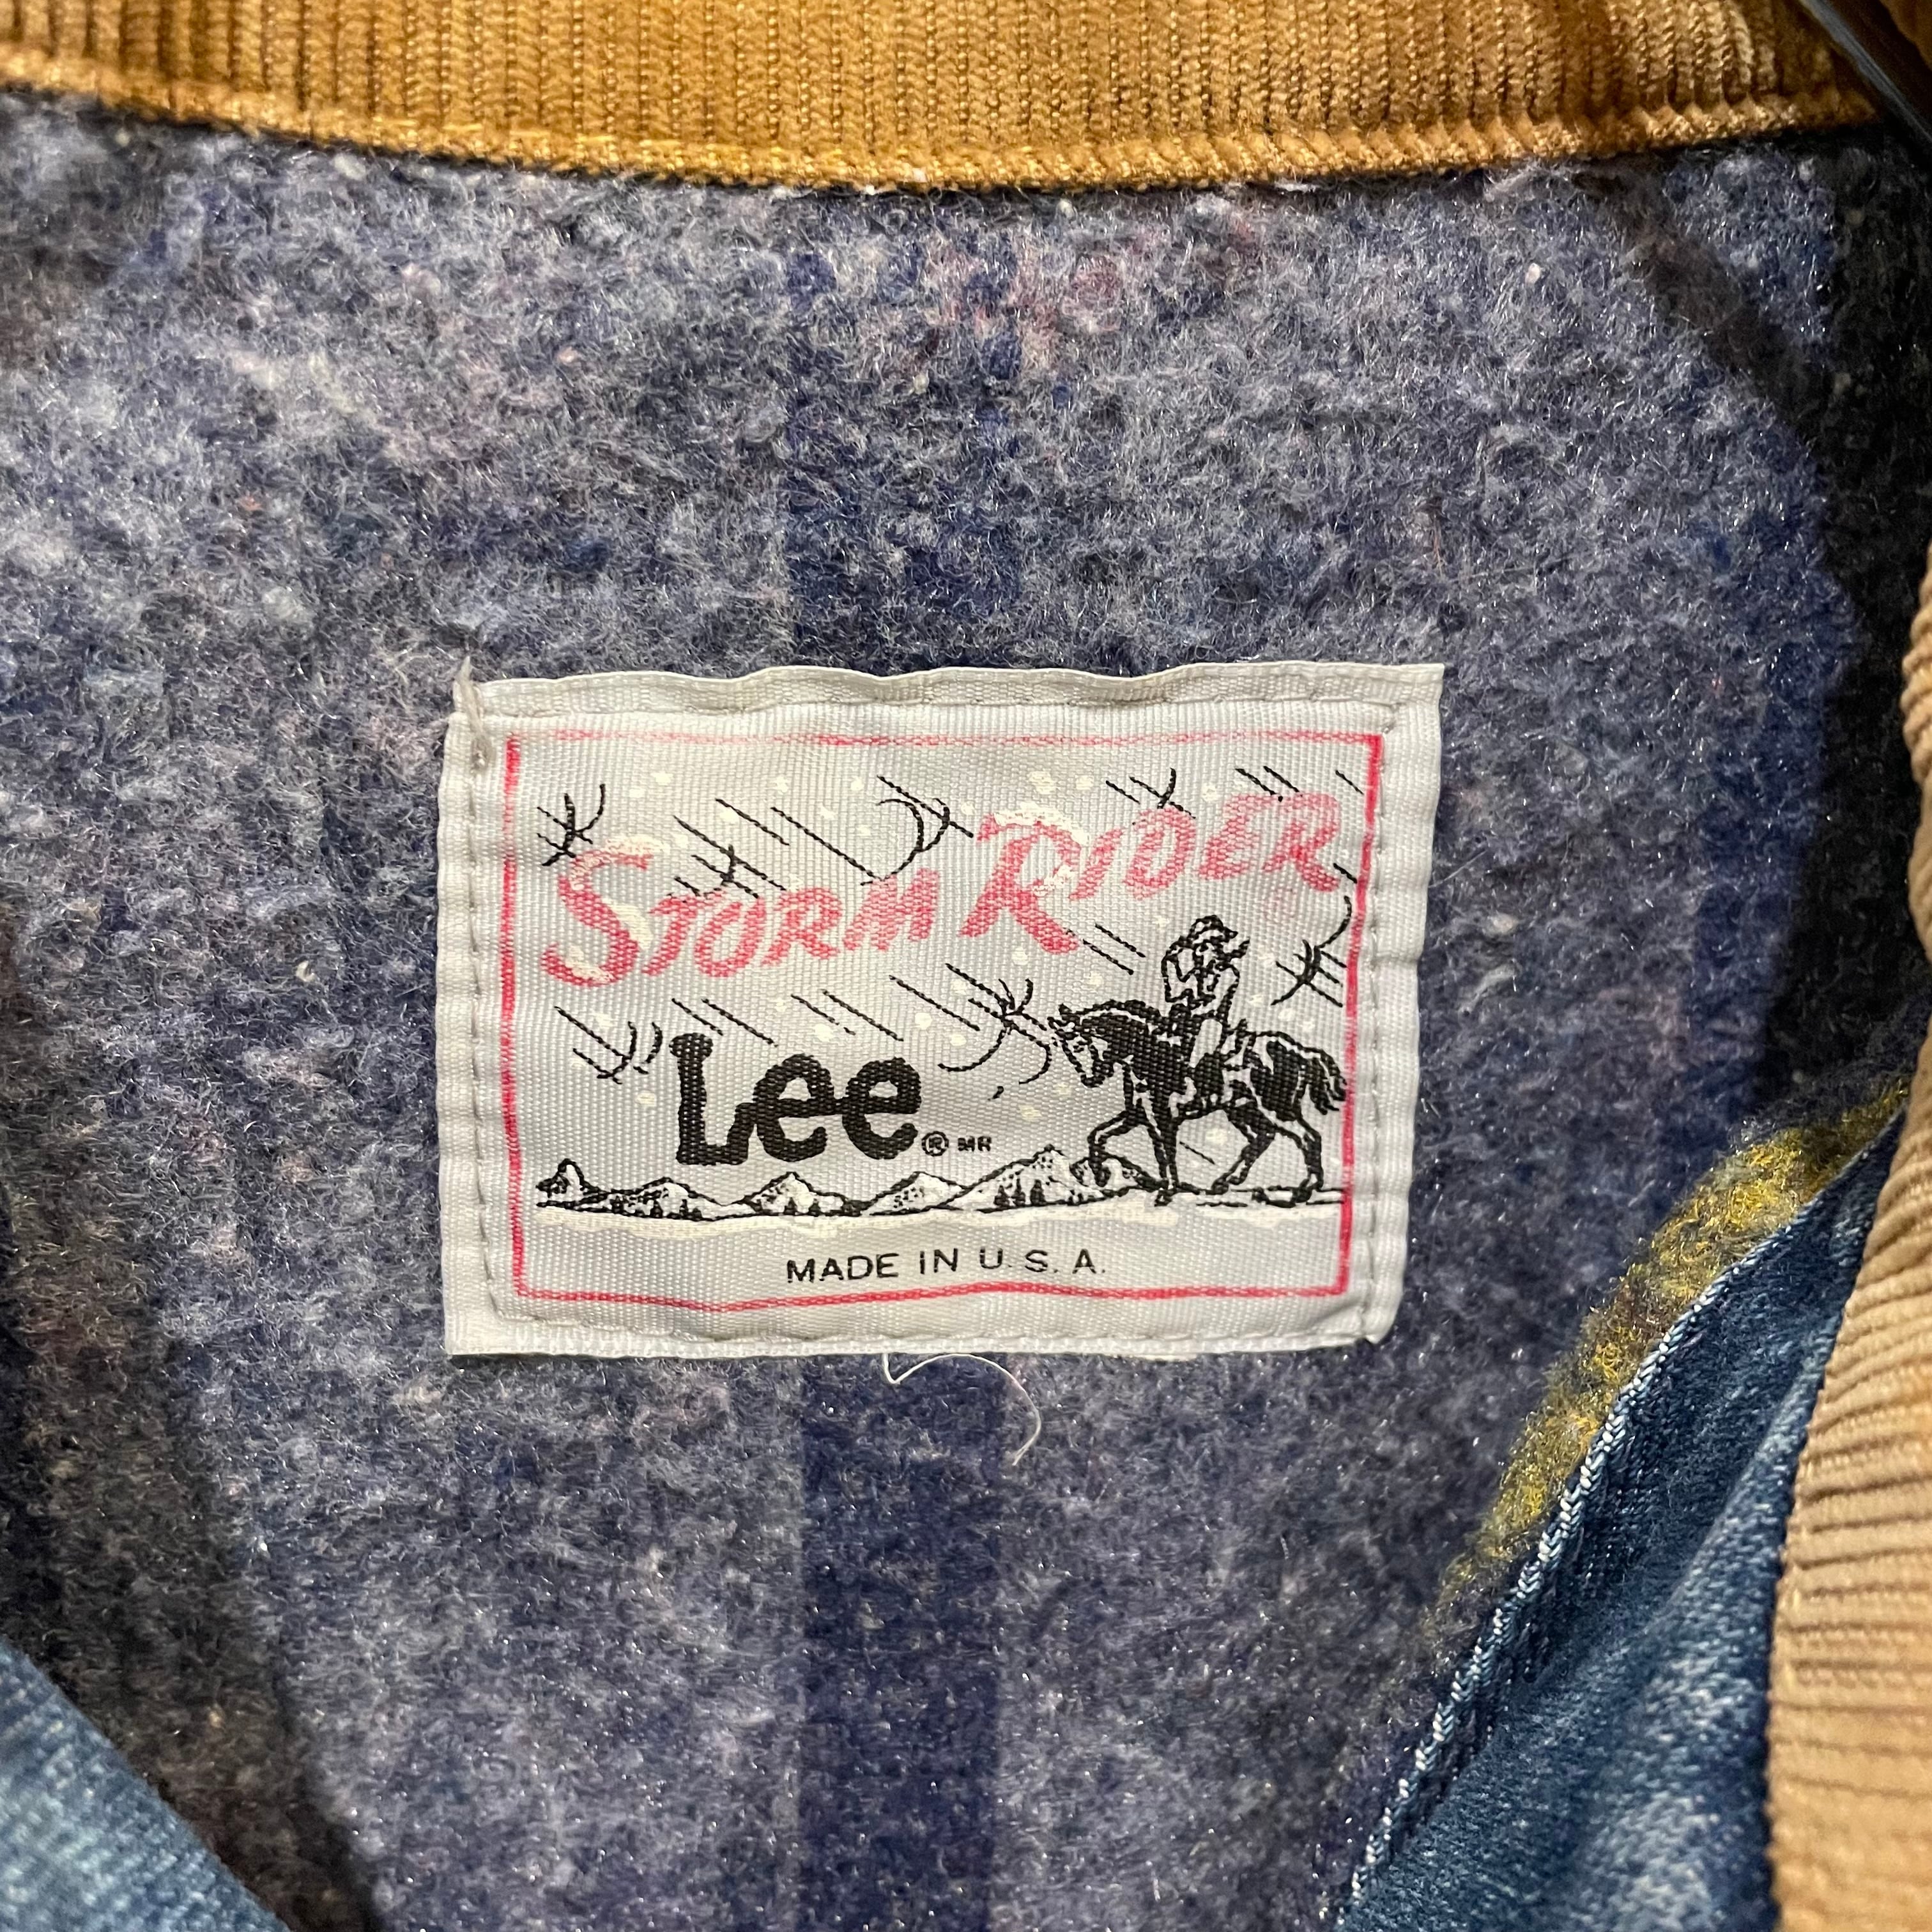 STORM RIDER
Lee® MR
MADE IN U.S.A.